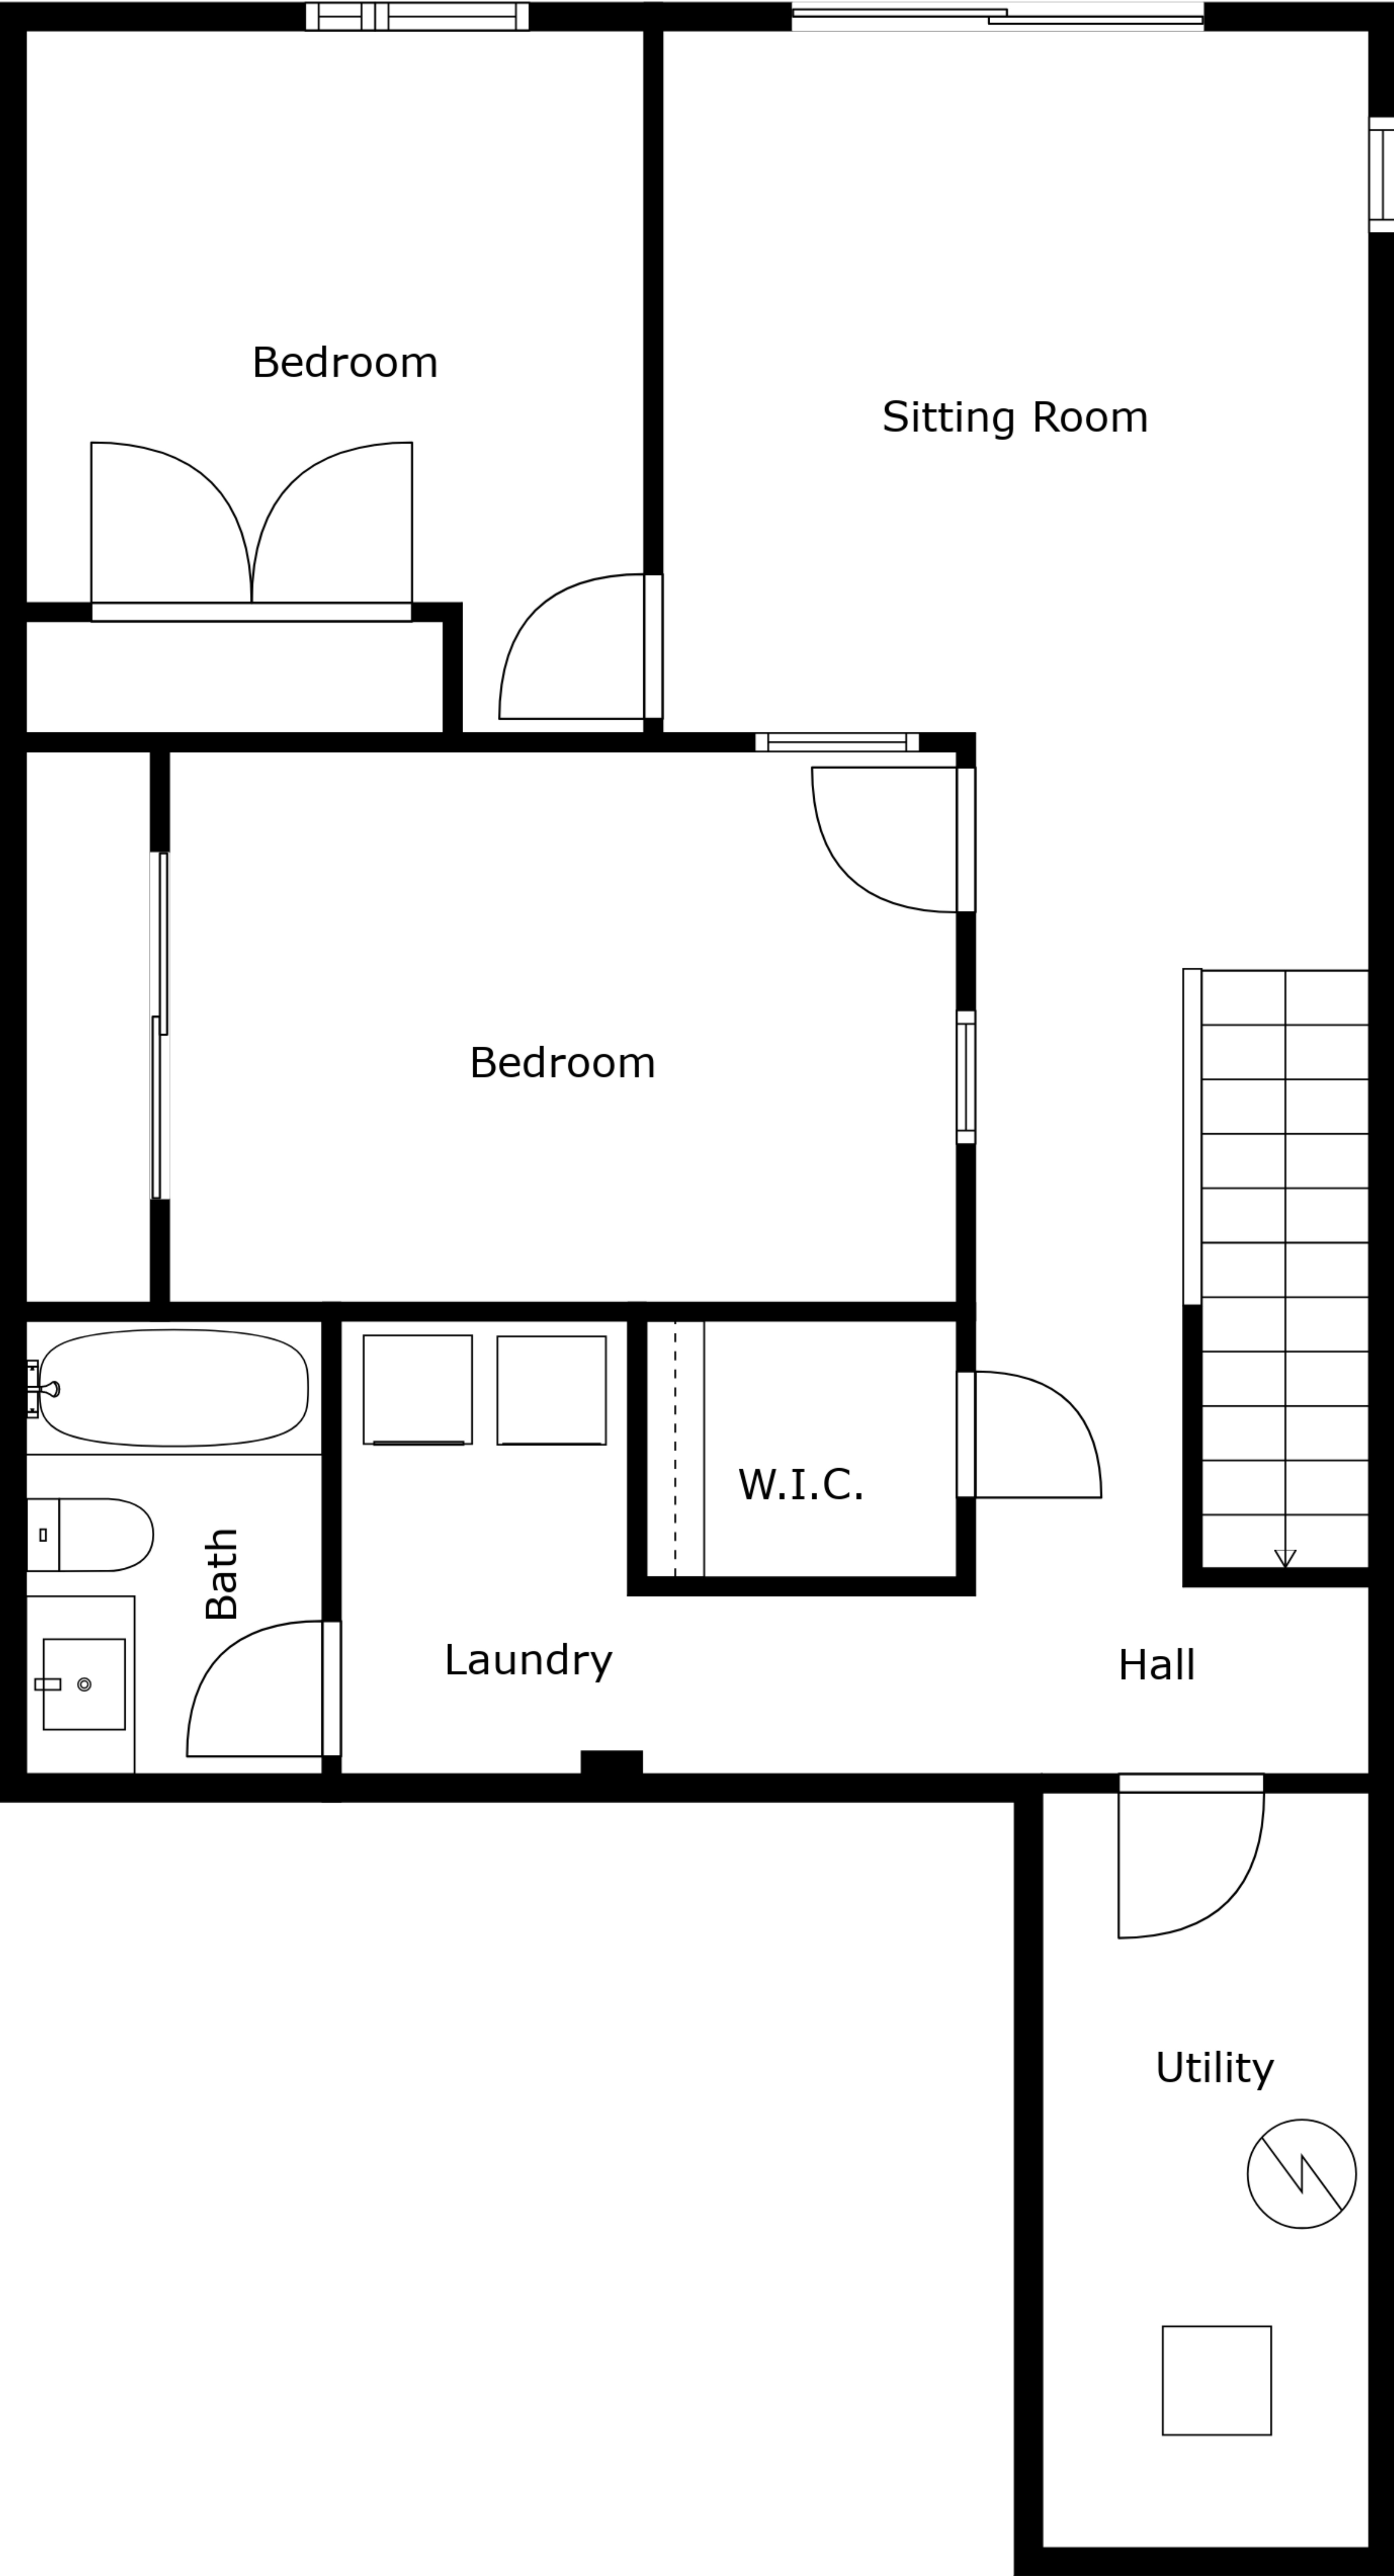 Bedroom
Sitting Room
Bedroom
W.I.C.
Bath
Laundry
Hall
Utility